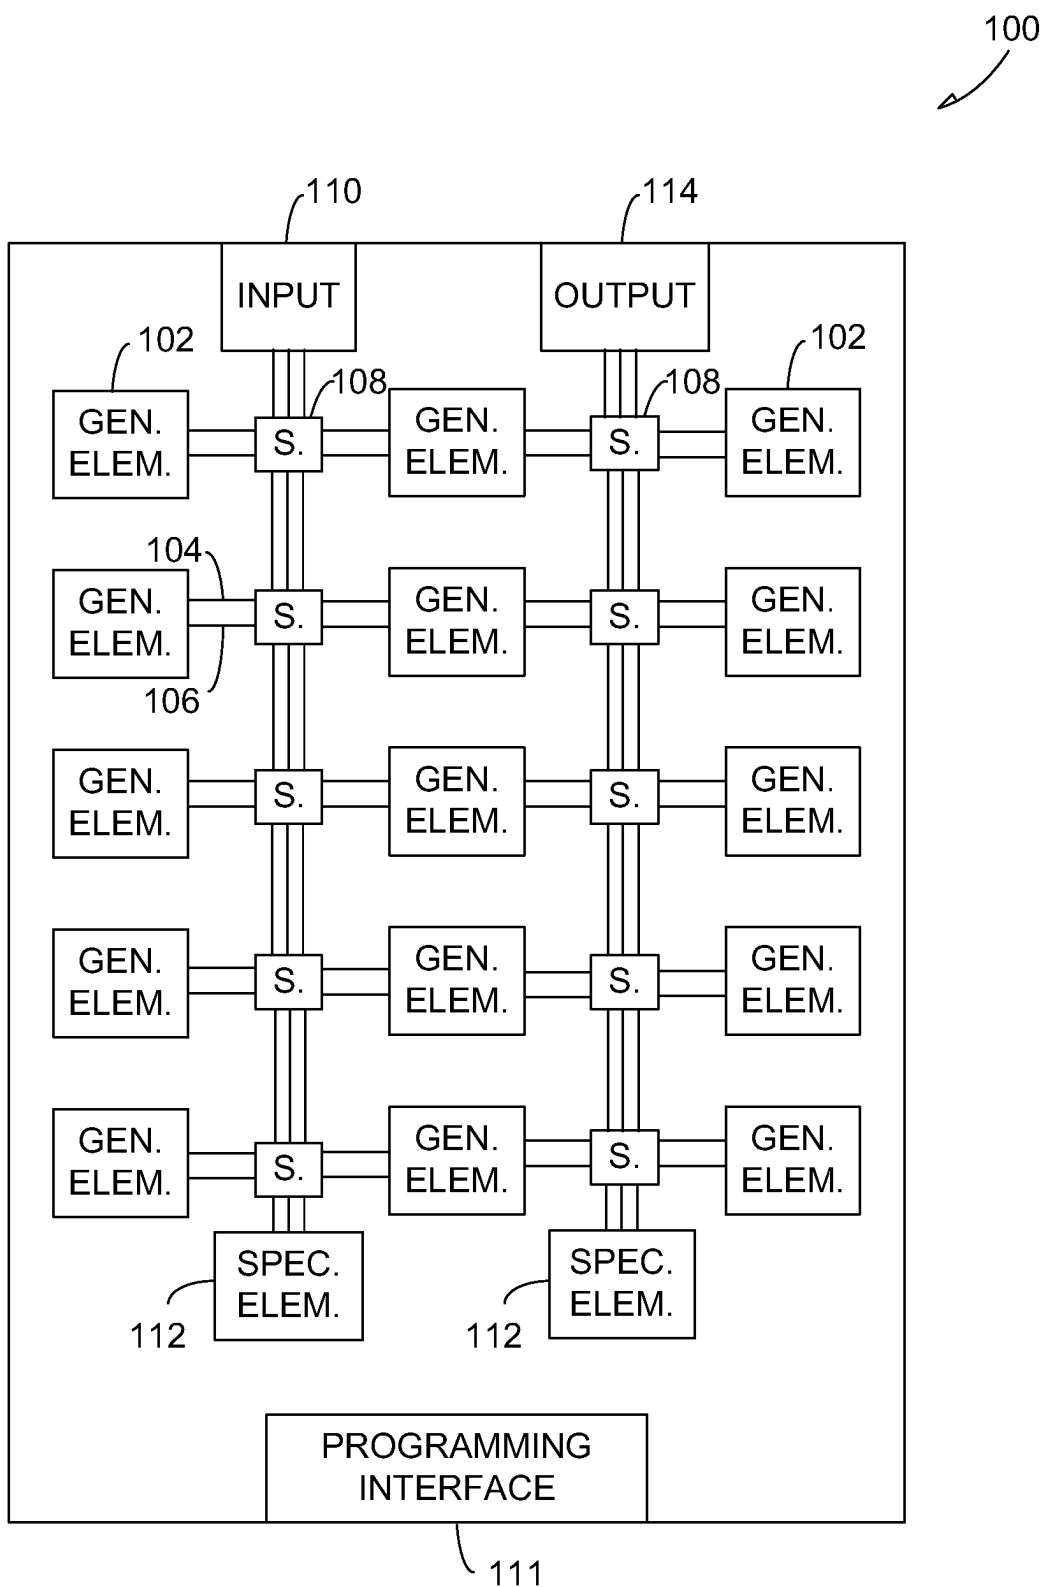 100
110
114
INPUT
OUTPUT
102
102
108
108
GEN.
ELEM.
S.
GEN.
ELEM.
S.
GEN.
ELEM.
104
GEN.
ELEM.
S.
GEN.
ELEM.
S.
GEN.
ELEM.
106
GEN.
ELEM.
S.
GEN.
ELEM.
S.
GEN.
ELEM.
GEN.
ELEM.
S.
GEN.
ELEM.
S.
GEN.
ELEM.
GEN.
ELEM.
S.
GEN.
ELEM.
S.
GEN.
ELEM.
SPEC.
ELEM.
SPEC.
ELEM.
112
112
PROGRAMMING
INTERFACE
111